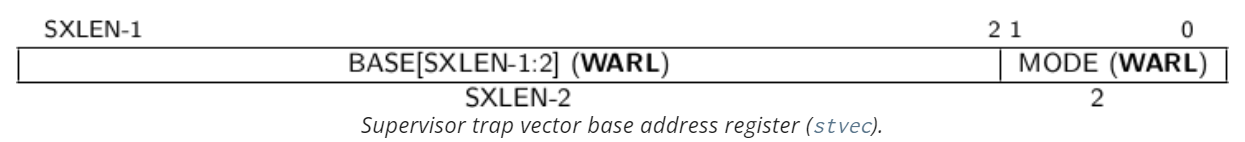 SXLEN-1 2 1 0
BASE[SXLEN-1:2] (WARL) MODE (WARL)
SXLEN-2 2
Supervisor trap vector base address register (stvec).